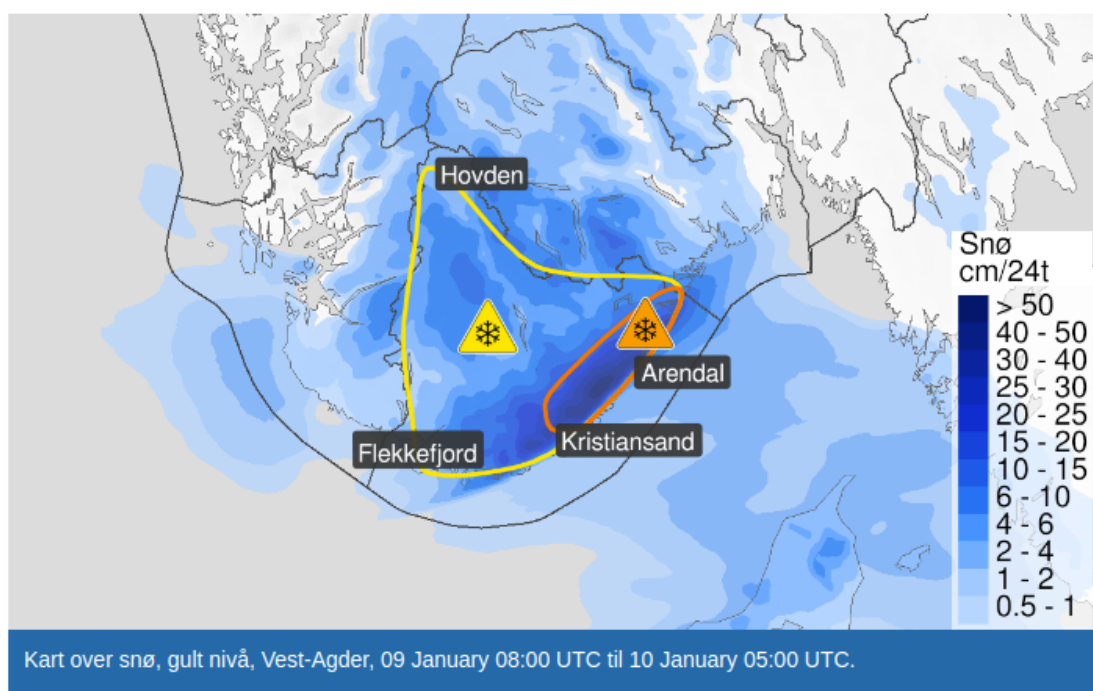 Hovden
Snø
cm/24t
> 50
40 - 50
30 - 40
25 - 30
20 - 25
15 - 20
10 - 15
6 - 10
4 - 6
2 - 4
1 - 2
0.5 - 1
Arendal
Kristiansand
Flekkefjord
Kart over snø, gult nivå, Vest-Agder, 09 January 08:00 UTC til 10 January 05:00 UTC.